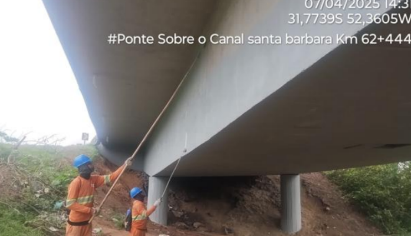 07/04/2025 14:3
31,7739S 52,3605W
#Ponte Sobre o Canal santa barbara Km 62+444